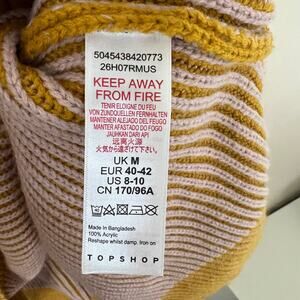 5045438420773
26H07RMUS
KEEP AWAY
FROM FIRE
TENIR ELOIGNE DU FEU
VON ZUNDQUELLEN FERNHALTEN
MANTENER ALEJADO DEL FUEGO
MANTER AFASTADO DO FOGO
JAUHKAN DARI API
远离火源
火気から遠ざけて下さい
UK M
EUR 40-42
US 8-10
CN 170/96A
Made in Bangladesh
100% Acrylic
Reshape whilst damp. Iron on
TOPSHOP